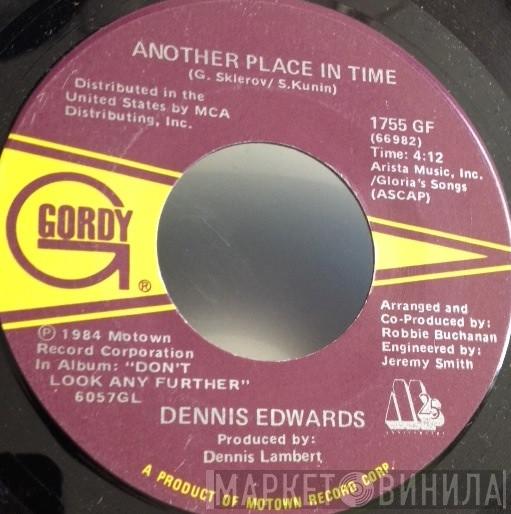 ANOTHER PLACE IN TIME
(G. Sklerov/ S.Kunin)
Distributed in the
United States by MCA
Distributing, Inc.
1755 GF
(66982)
Time: 4:12
Arista Music, Inc.
/Gloria's Songs
(ASCAP)
GORDY
®
Ⓟ 1984 Motown
Record Corporation
In Album: "DON'T
LOOK ANY FURTHER"
6057GL
Arranged and
Co-Produced by:
Robbie Buchanan
Engineered by:
Jeremy Smith
M 25
DENNIS EDWARDS
Produced by:
Dennis Lambert
A PRODUCT OF MOTOWN RECORD CORP.
МАРКЕТ ВИНИЛА